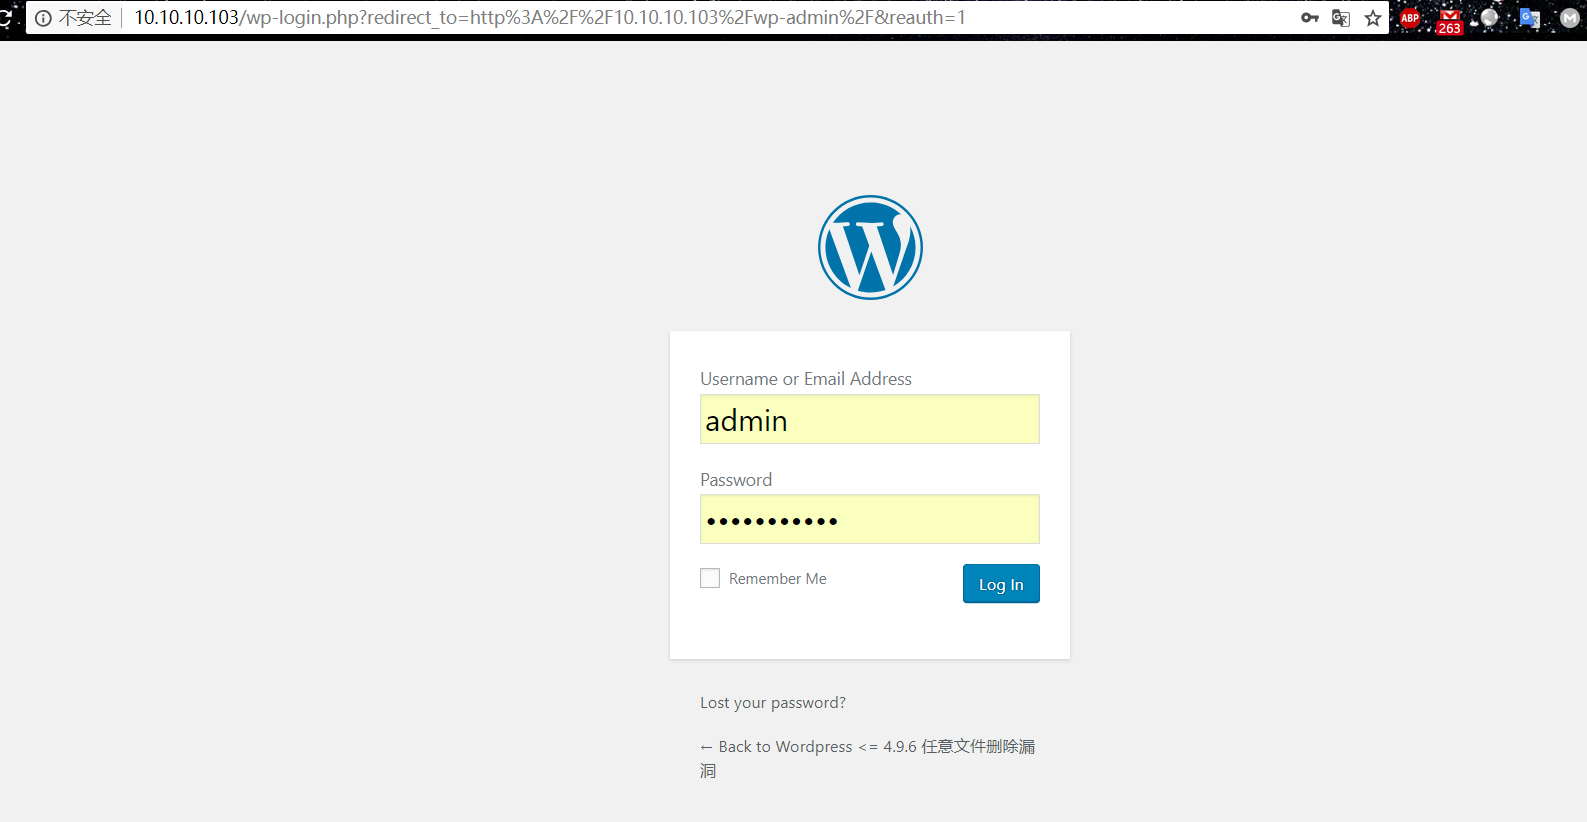 不安全 10.10.10.103/wp-login.php?redirect_to=http%3A%2F%2F10.10.10.103%2Fwp-admin%2F&reauth=1
ABP
263
G
M
W
Username or Email Address
admin
Password
•••••••••••
Remember Me
Log In
Lost your password?
← Back to Wordpress <= 4.9.6 任意文件删除漏
洞